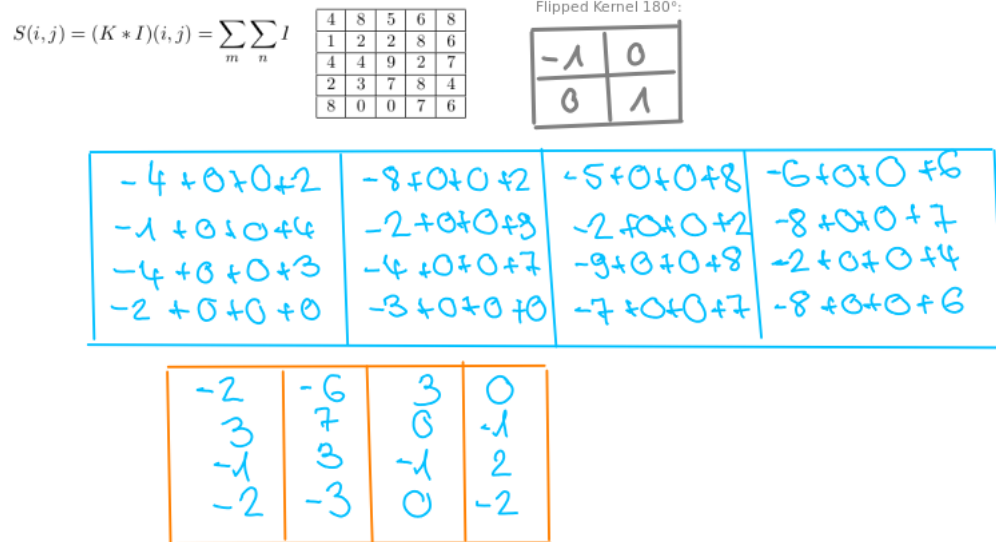 S(i,j) = (K * I)(i,j) = ∑m ∑n I
4 8 5 6 8
1 2 2 8 6
4 4 9 2 7
2 3 7 8 4
8 0 0 7 6
Flipped Kernel 180°:
-1 0
0 1
-4+0+0+2 -8+0+0+2 -5+0+0+8 -6+0+0+6
-1+0+0+4 -2+0+0+9 -2+0+0+2 -8+0+0+7
-4+0+0+3 -4+0+0+7 -9+0+0+8 -2+0+0+4
-2+0+0+0 -3+0+0+0 -7+0+0+7 -8+0+0+6
-2 -6 3 0
3 7 0 -1
-1 3 -1 2
-2 -3 0 -2